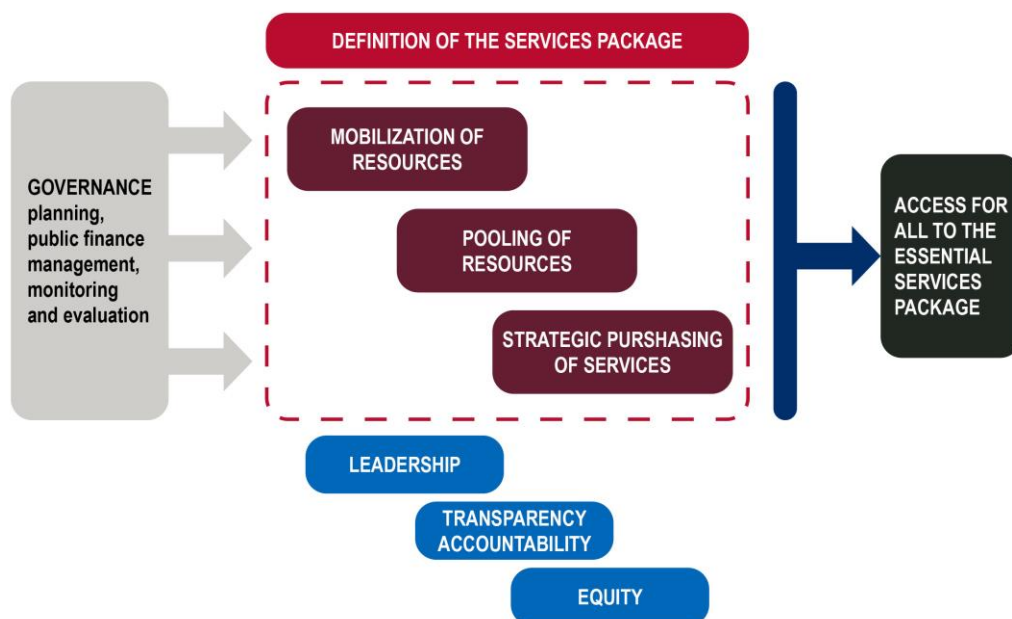 DEFINITION OF THE SERVICES PACKAGE
GOVERNANCE
planning,
public finance
management,
monitoring
and evaluation
MOBILIZATION OF
RESOURCES
POOLING OF
RESOURCES
STRATEGIC PURSHASING
OF SERVICES
ACCESS FOR
ALL TO THE
ESSENTIAL
SERVICES
PACKAGE
LEADERSHIP
TRANSPARENCY
ACCOUNTABILITY
EQUITY